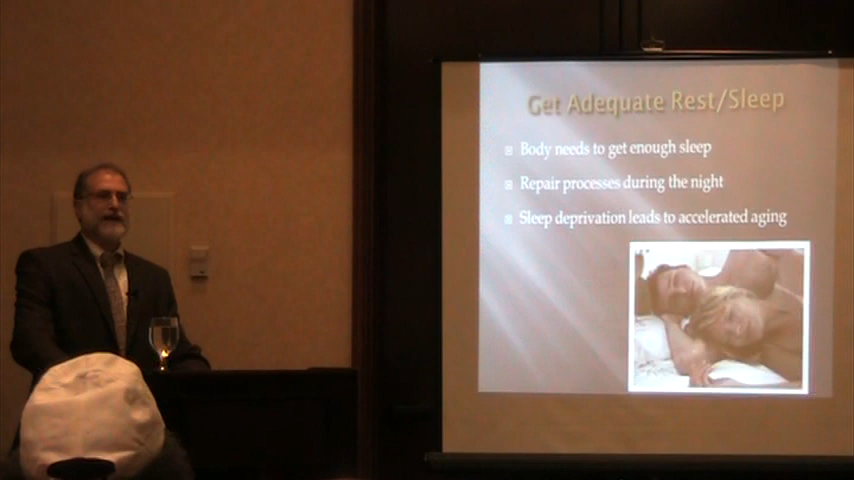 Get Adequate Rest/Sleep
Body needs to get enough sleep
Repair processes during the night
Sleep deprivation leads to accelerated aging